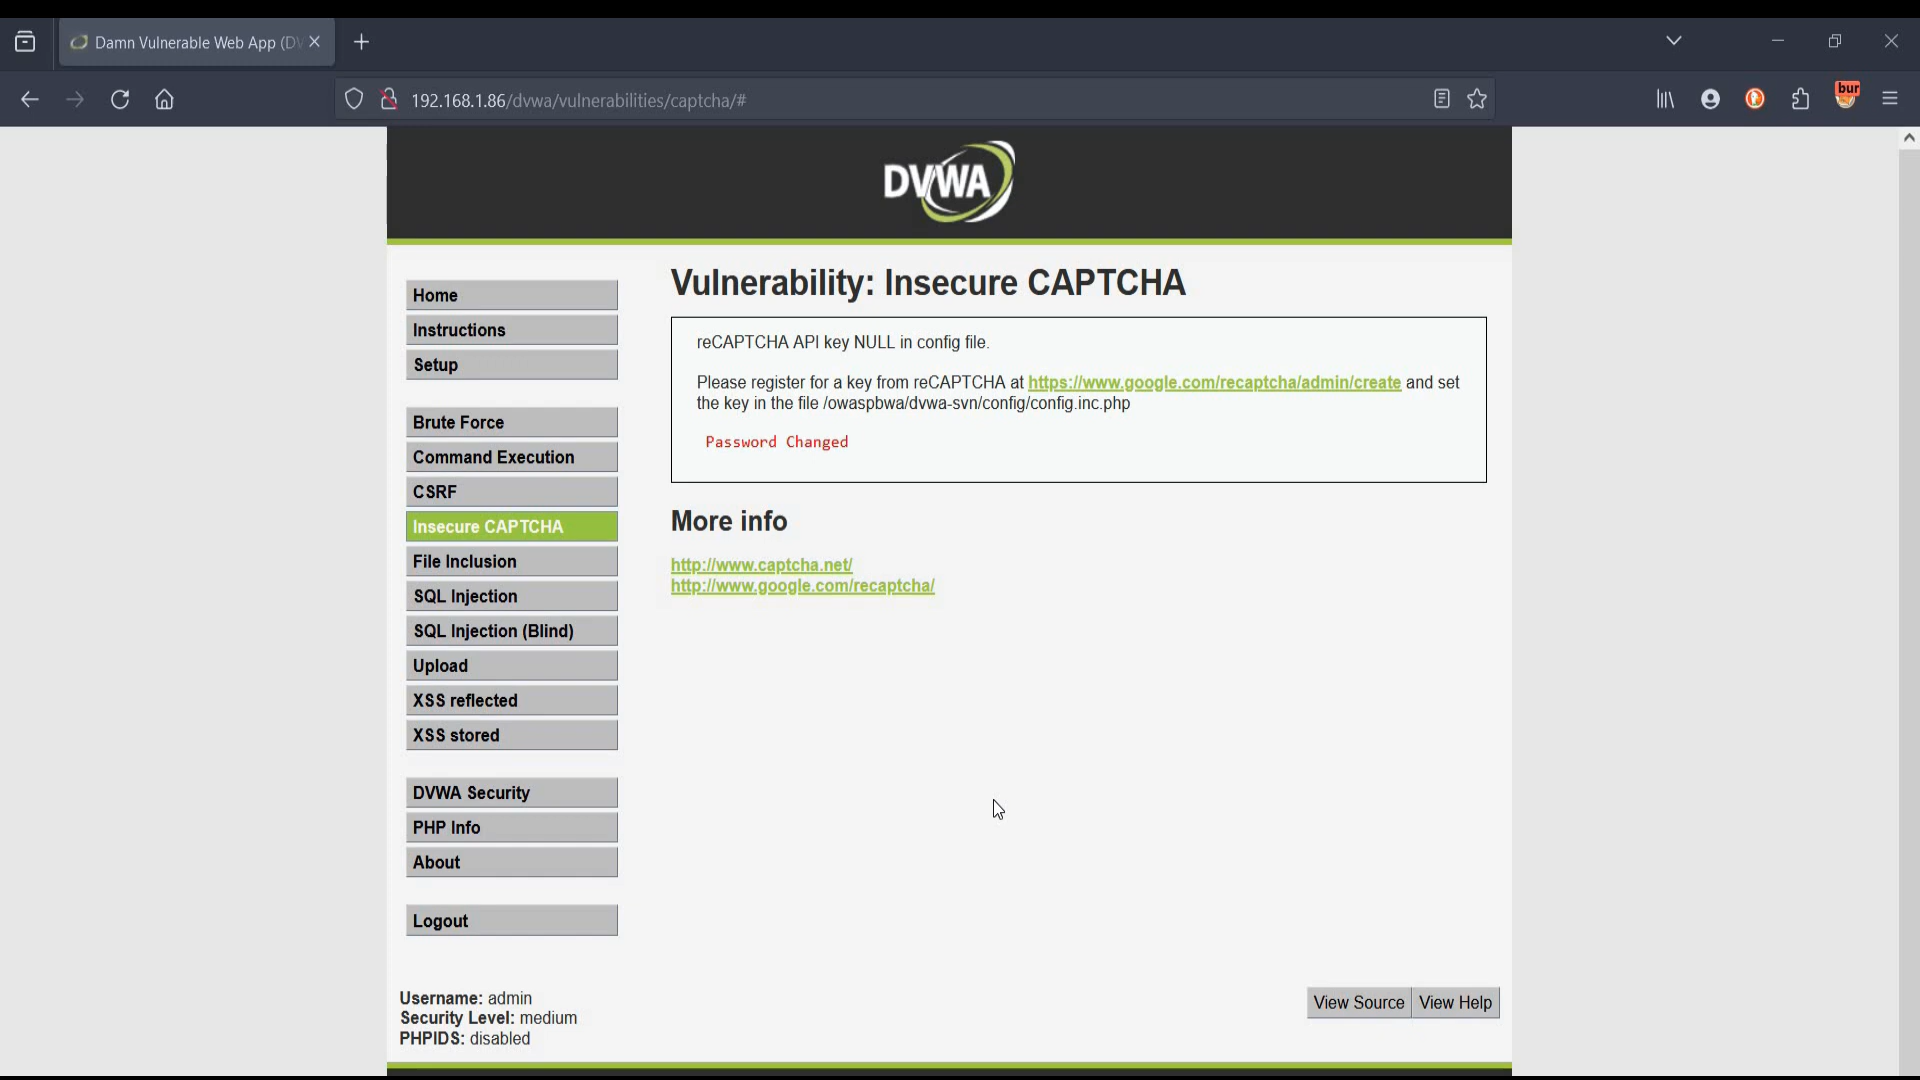 Damn Vulnerable Web App (DV
192.168.1.86/dvwa/vulnerabilities/captcha/#
bur
DVWA
Home
Instructions
Setup
Brute Force
Command Execution
CSRF
Insecure CAPTCHA
File Inclusion
SQL Injection
SQL Injection (Blind)
Upload
XSS reflected
XSS stored
DVWA Security
PHP Info
About
Logout
Vulnerability: Insecure CAPTCHA
reCAPTCHA API key NULL in config file.
Please register for a key from reCAPTCHA at https://www.google.com/recaptcha/admin/create and set
the key in the file /owaspbwa/dvwa-svn/config/config.inc.php
Password Changed
More info
http://www.captcha.net/
http://www.google.com/recaptcha/
Username: admin
Security Level: medium
PHPIDS: disabled
View Source View Help